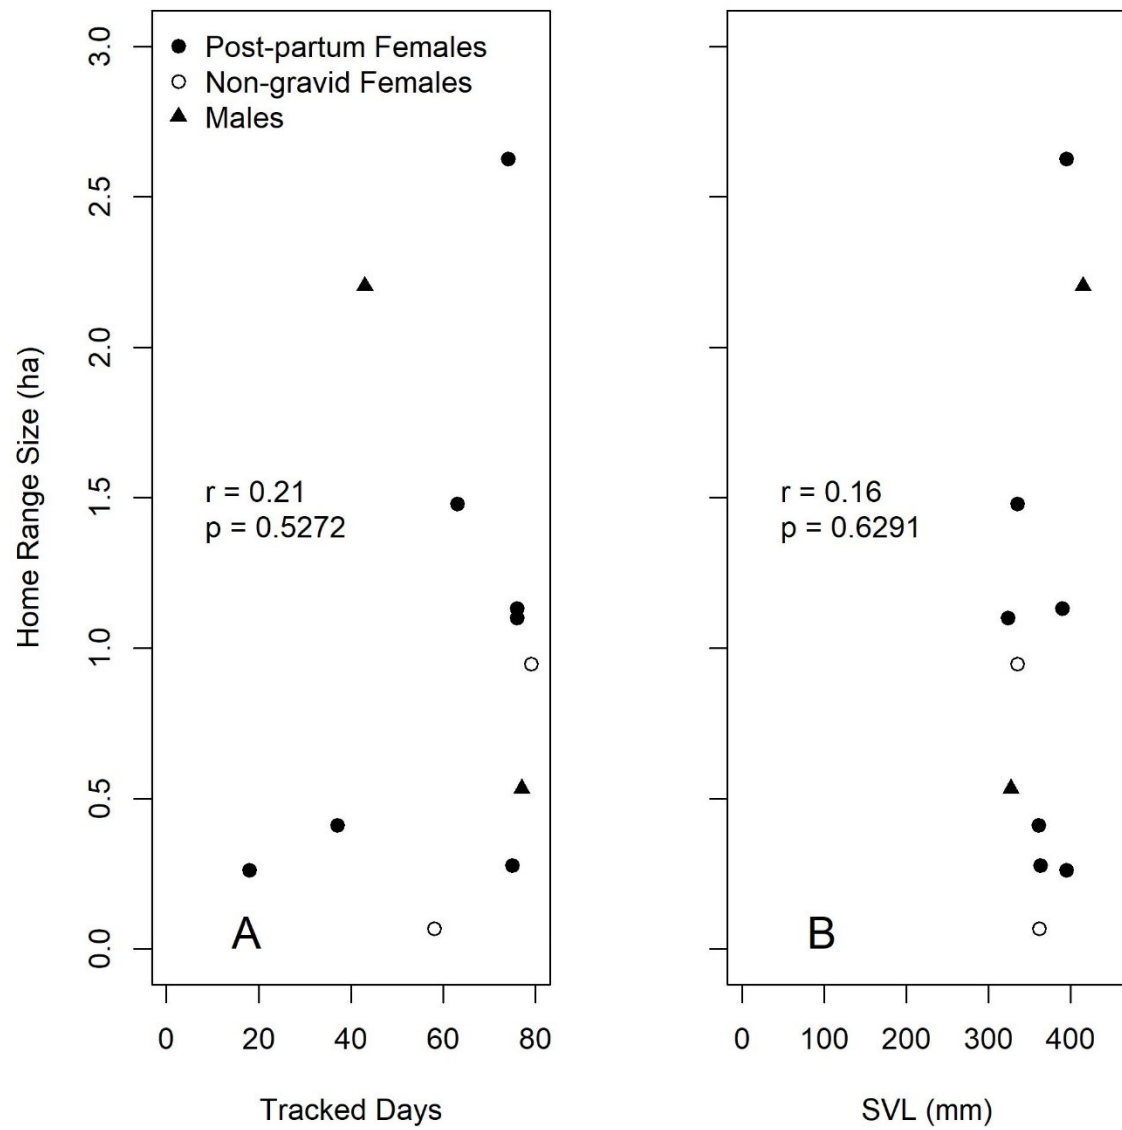 Post-partum Females
Non-gravid Females
Males
Home Range Size (ha)
3.0
2.5
2.0
1.5
1.0
0.5
0.0
r = 0.21
p = 0.5272
A
0 20 40 60 80
Tracked Days
r = 0.16
p = 0.6291
B
0 100 200 300 400
SVL (mm)